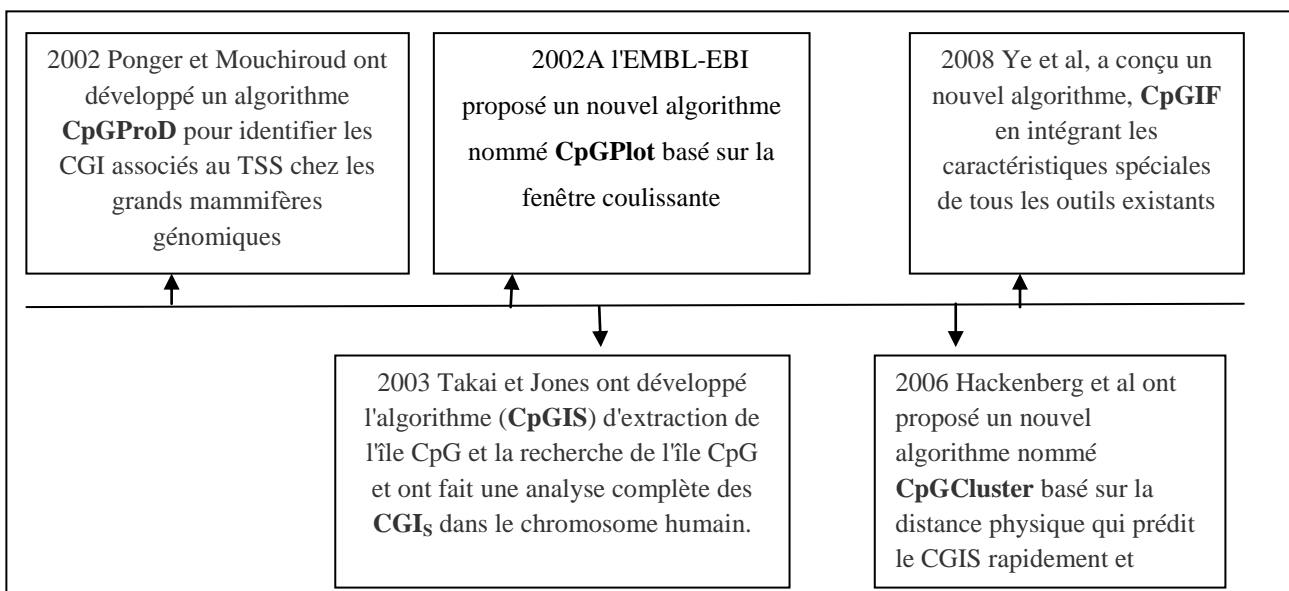 2002 Ponger et Mouchiroud ont
développé un algorithme
CpGProD pour identifier les
CGI associés au TSS chez les
grands mammifères
génomiques
2002A l'EMBL-EBI
proposé un nouvel algorithme
nommé CpGPlot basé sur la
fenêtre coulissante
2008 Ye et al, a conçu un
nouvel algorithme, CpGIF
en intégrant les
caractéristiques spéciales
de tous les outils existants
2003 Takai et Jones ont développé
l'algorithme (CpGIS) d'extraction de
l'île CpG et la recherche de l'île CpG
et ont fait une analyse complète des
CGIS dans le chromosome humain.
2006 Hackenberg et al ont
proposé un nouvel
algorithme nommé
CpGCluster basé sur la
distance physique qui prédit
le CGIS rapidement et